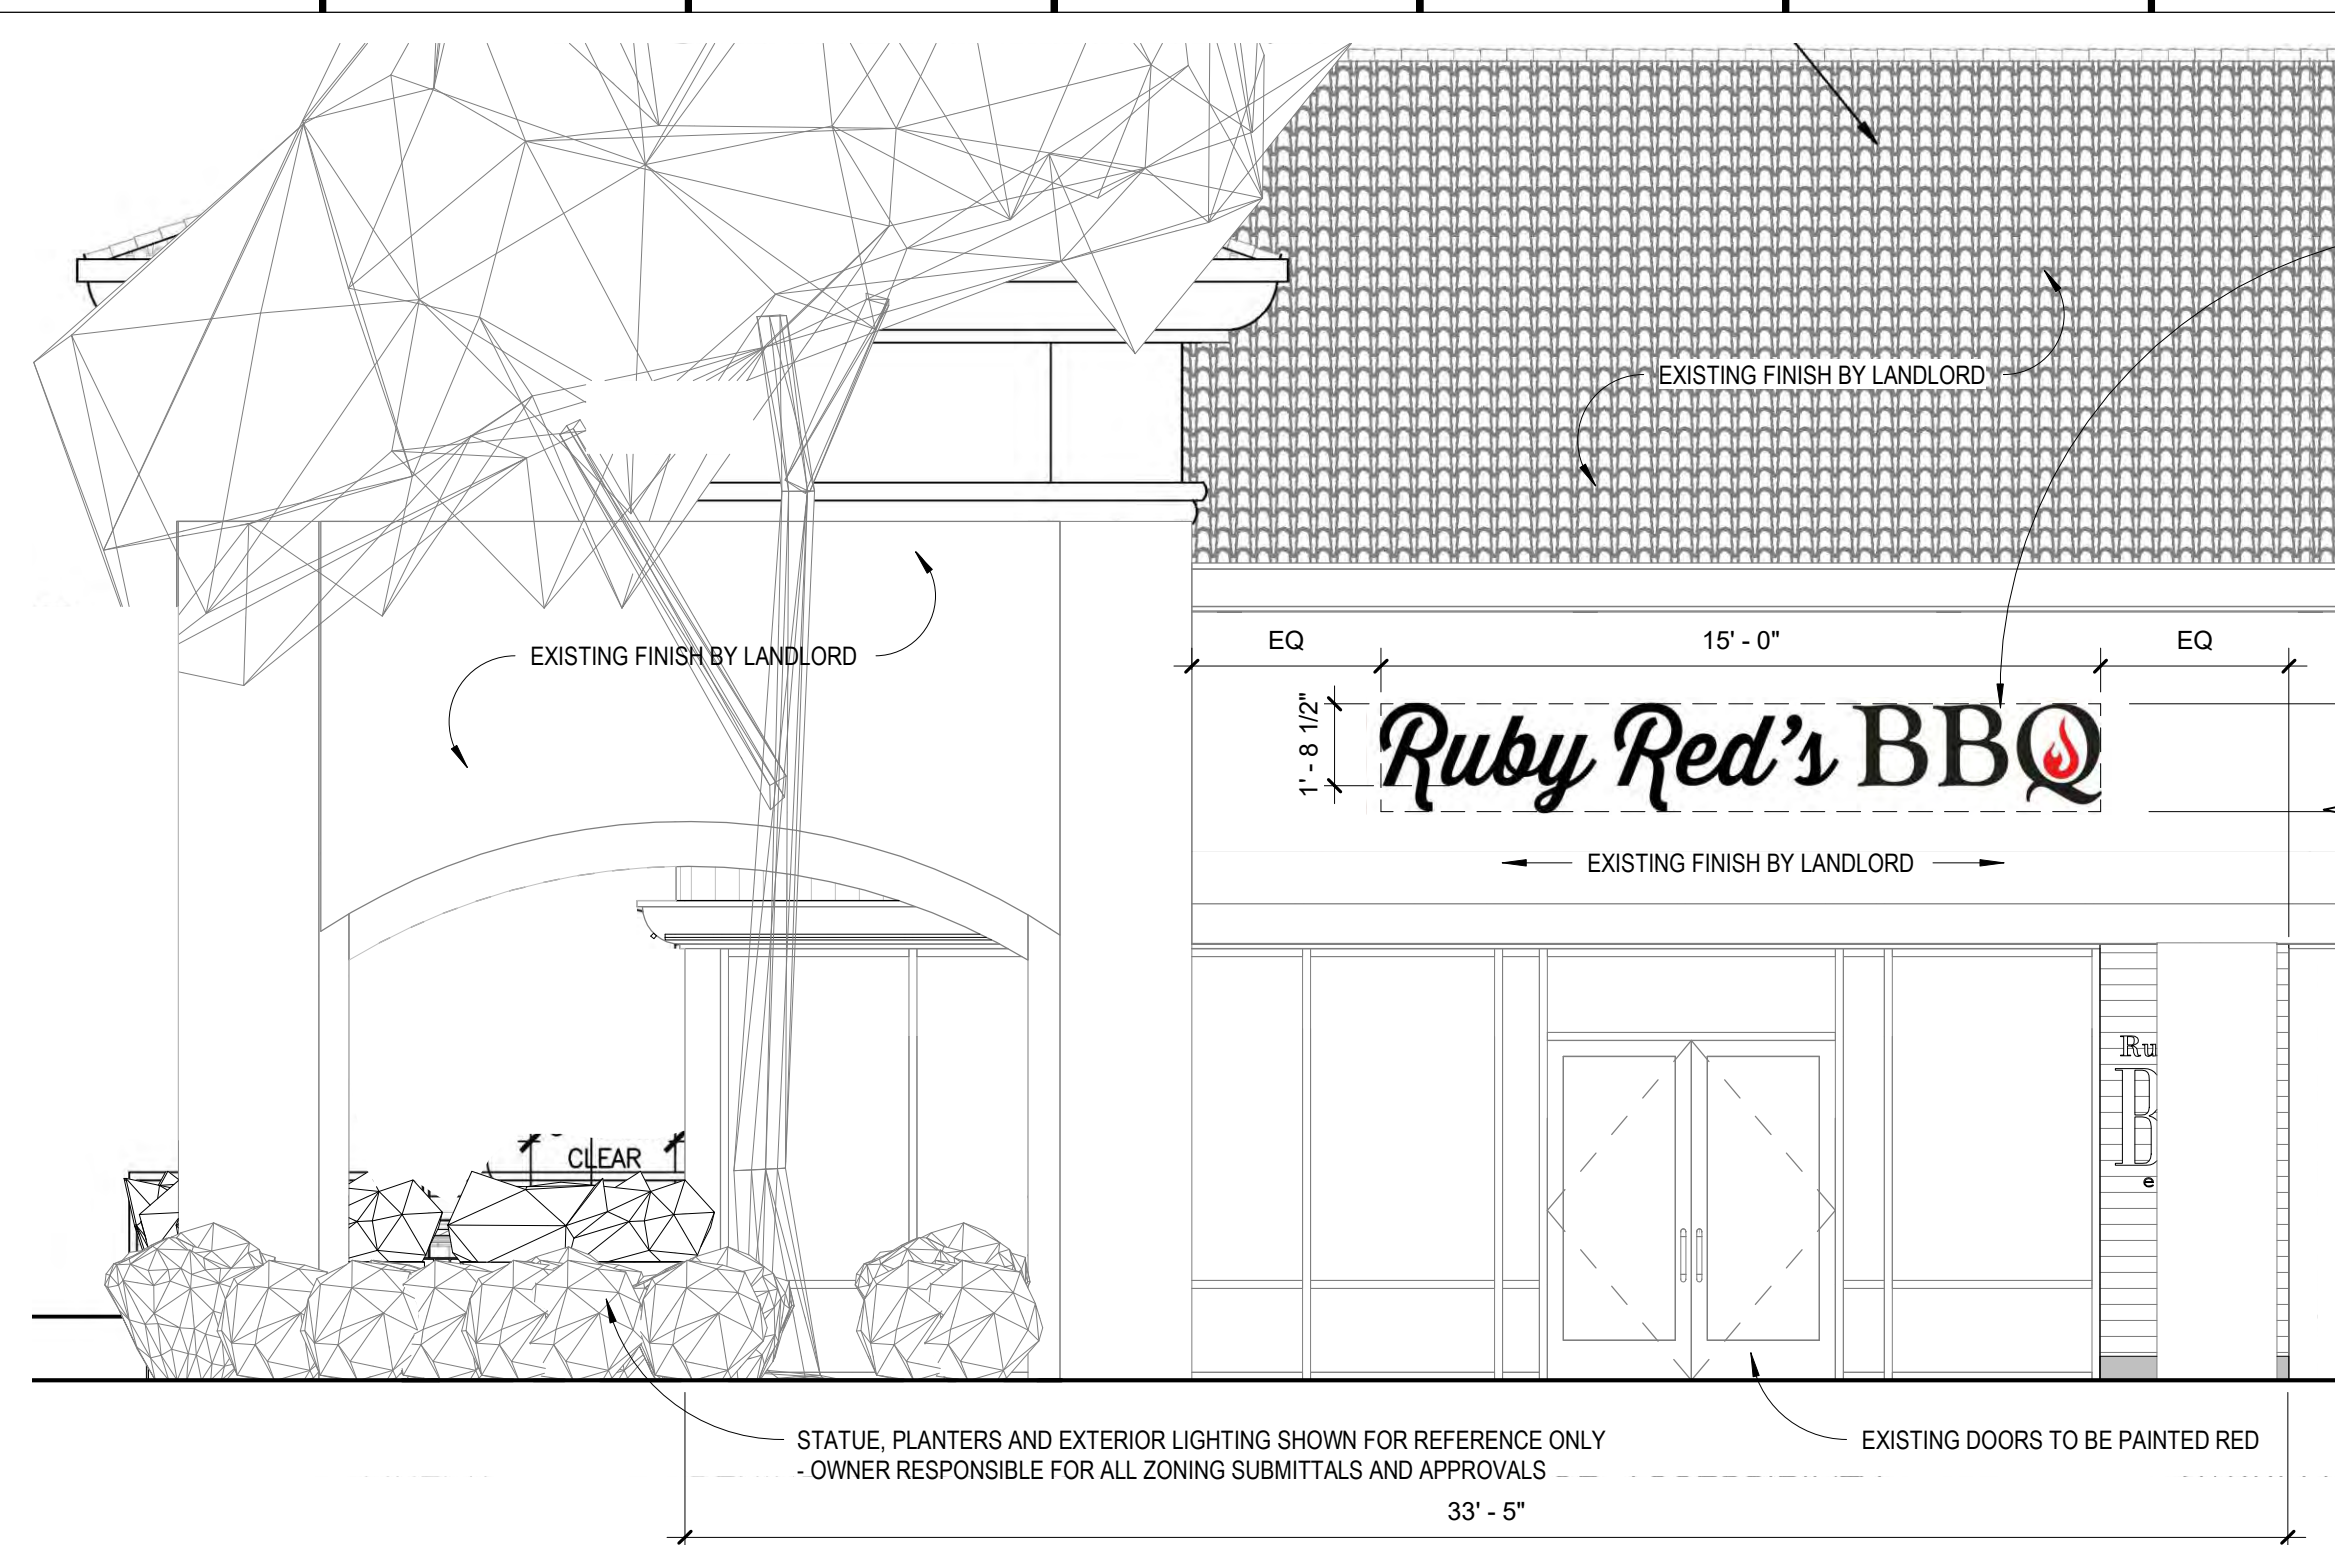 EXISTING FINISH BY LANDLORD
EQ
15' - 0"
EQ
EXISTING FINISH BY LANDLORD
1' - 8 1/2"
Ruby Red's BBQ
EXISTING FINISH BY LANDLORD
Ru
B
e
CLEAR
STATUE, PLANTERS AND EXTERIOR LIGHTING SHOWN FOR REFERENCE ONLY
- OWNER RESPONSIBLE FOR ALL ZONING SUBMITTALS AND APPROVALS
EXISTING DOORS TO BE PAINTED RED
33' - 5"